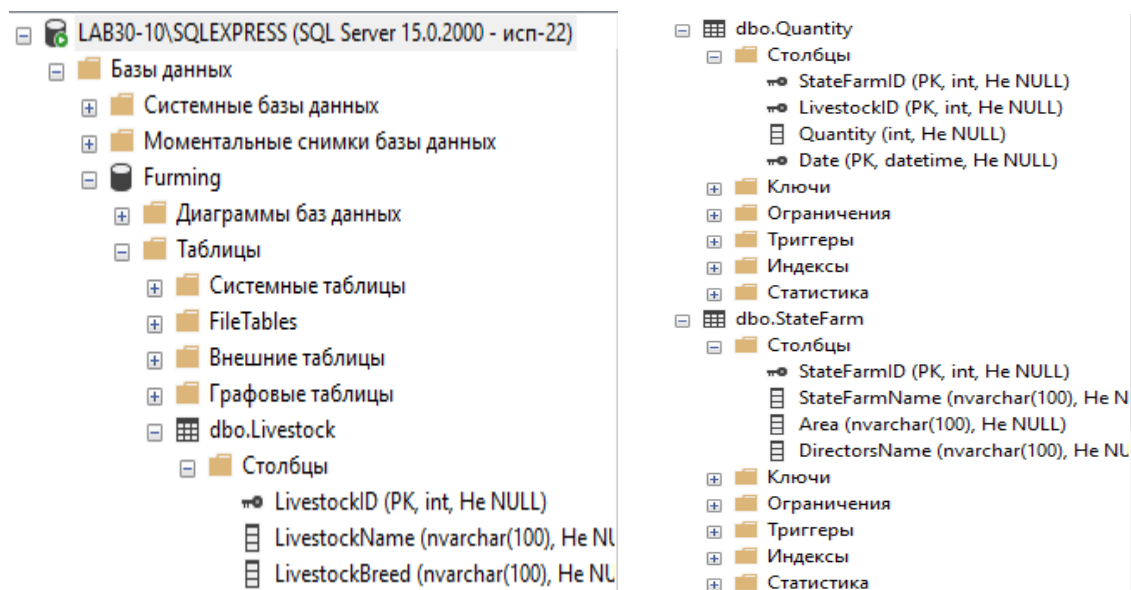 LAB30-10\SQLEXPRESS (SQL Server 15.0.2000 - исп-22)
Базы данных
Системные базы данных
Моментальные снимки базы данных
Furming
Диаграммы баз данных
Таблицы
Системные таблицы
FileTables
Внешние таблицы
Графовые таблицы
dbo.Livestock
Столбцы
LivestockID (PK, int, Не NULL)
LivestockName (nvarchar(100), Не NU
LivestockBreed (nvarchar(100), Не NU
dbo.Quantity
Столбцы
StateFarmID (PK, int, Не NULL)
LivestockID (PK, int, Не NULL)
Quantity (int, Не NULL)
Date (PK, datetime, Не NULL)
Ключи
Ограничения
Триггеры
Индексы
Статистика
dbo.StateFarm
Столбцы
StateFarmID (PK, int, Не NULL)
StateFarmName (nvarchar(100), Не N
Area (nvarchar(100), Не NULL)
DirectorsName (nvarchar(100), Не NU
Ключи
Ограничения
Триггеры
Индексы
Статистика